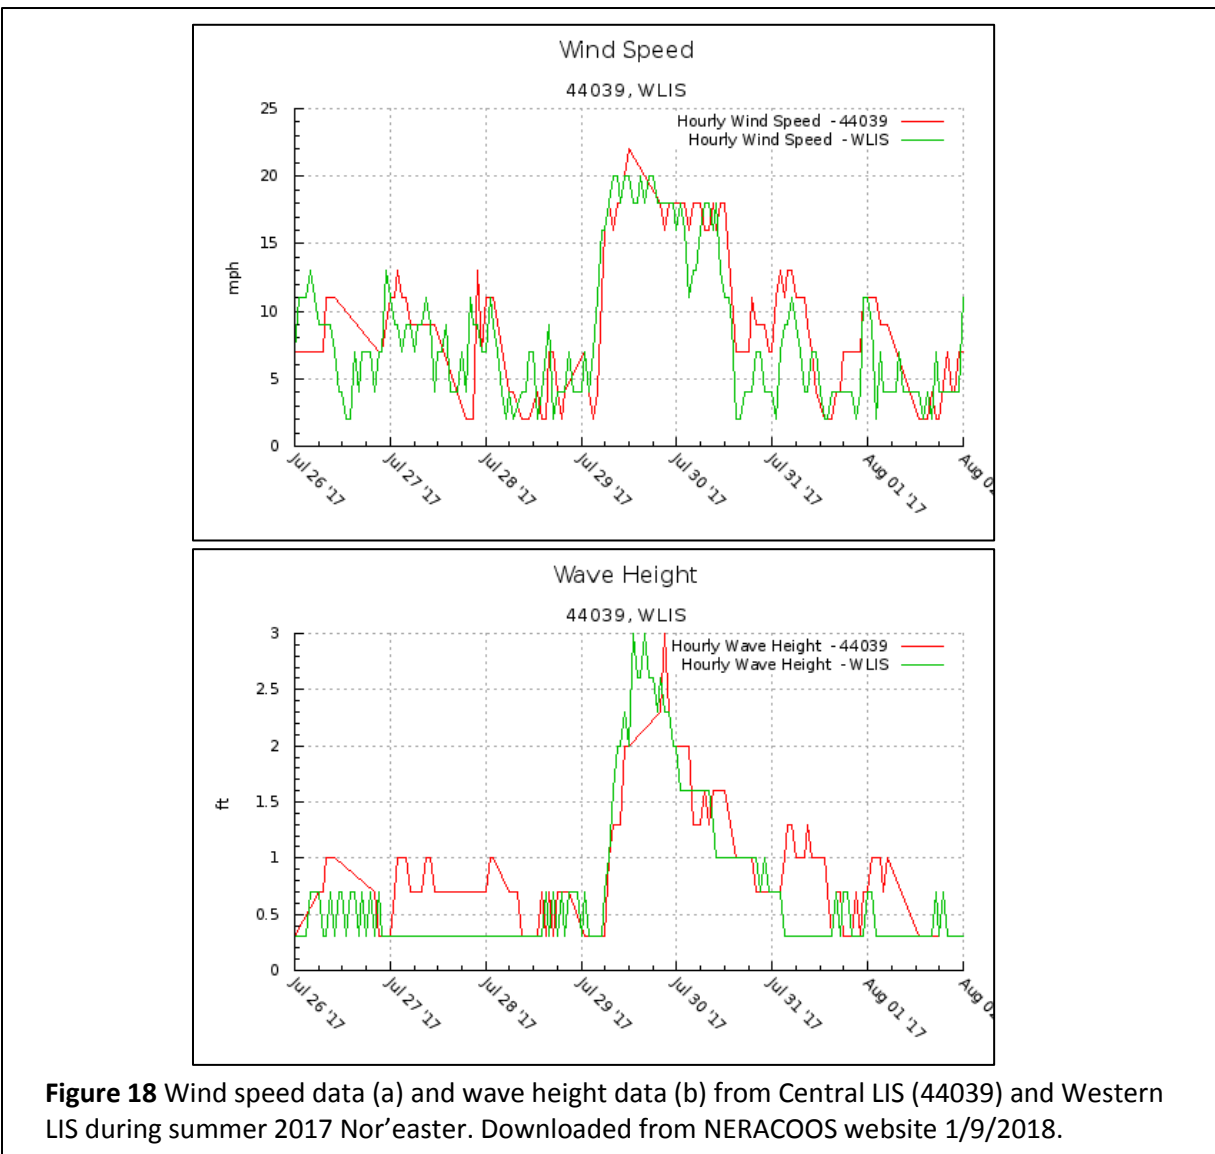 Wind Speed
44039, WLIS
Hourly Wind Speed - 44039
Hourly Wind Speed - WLIS
25
20
15
10
5
0
mph
Jul 26 '17
Jul 27 '17
Jul 28 '17
Jul 29 '17
Jul 30 '17
Jul 31 '17
Aug 01 '17
Aug 02
Wave Height
44039, WLIS
Hourly Wave Height - 44039
Hourly Wave Height - WLIS
3
2.5
2
1.5
1
0.5
0
ft
Jul 26 '17
Jul 27 '17
Jul 28 '17
Jul 29 '17
Jul 30 '17
Jul 31 '17
Aug 01 '17
Aug 02
Figure 18 Wind speed data (a) and wave height data (b) from Central LIS (44039) and Western
LIS during summer 2017 Nor’easter. Downloaded from NERACOOS website 1/9/2018.